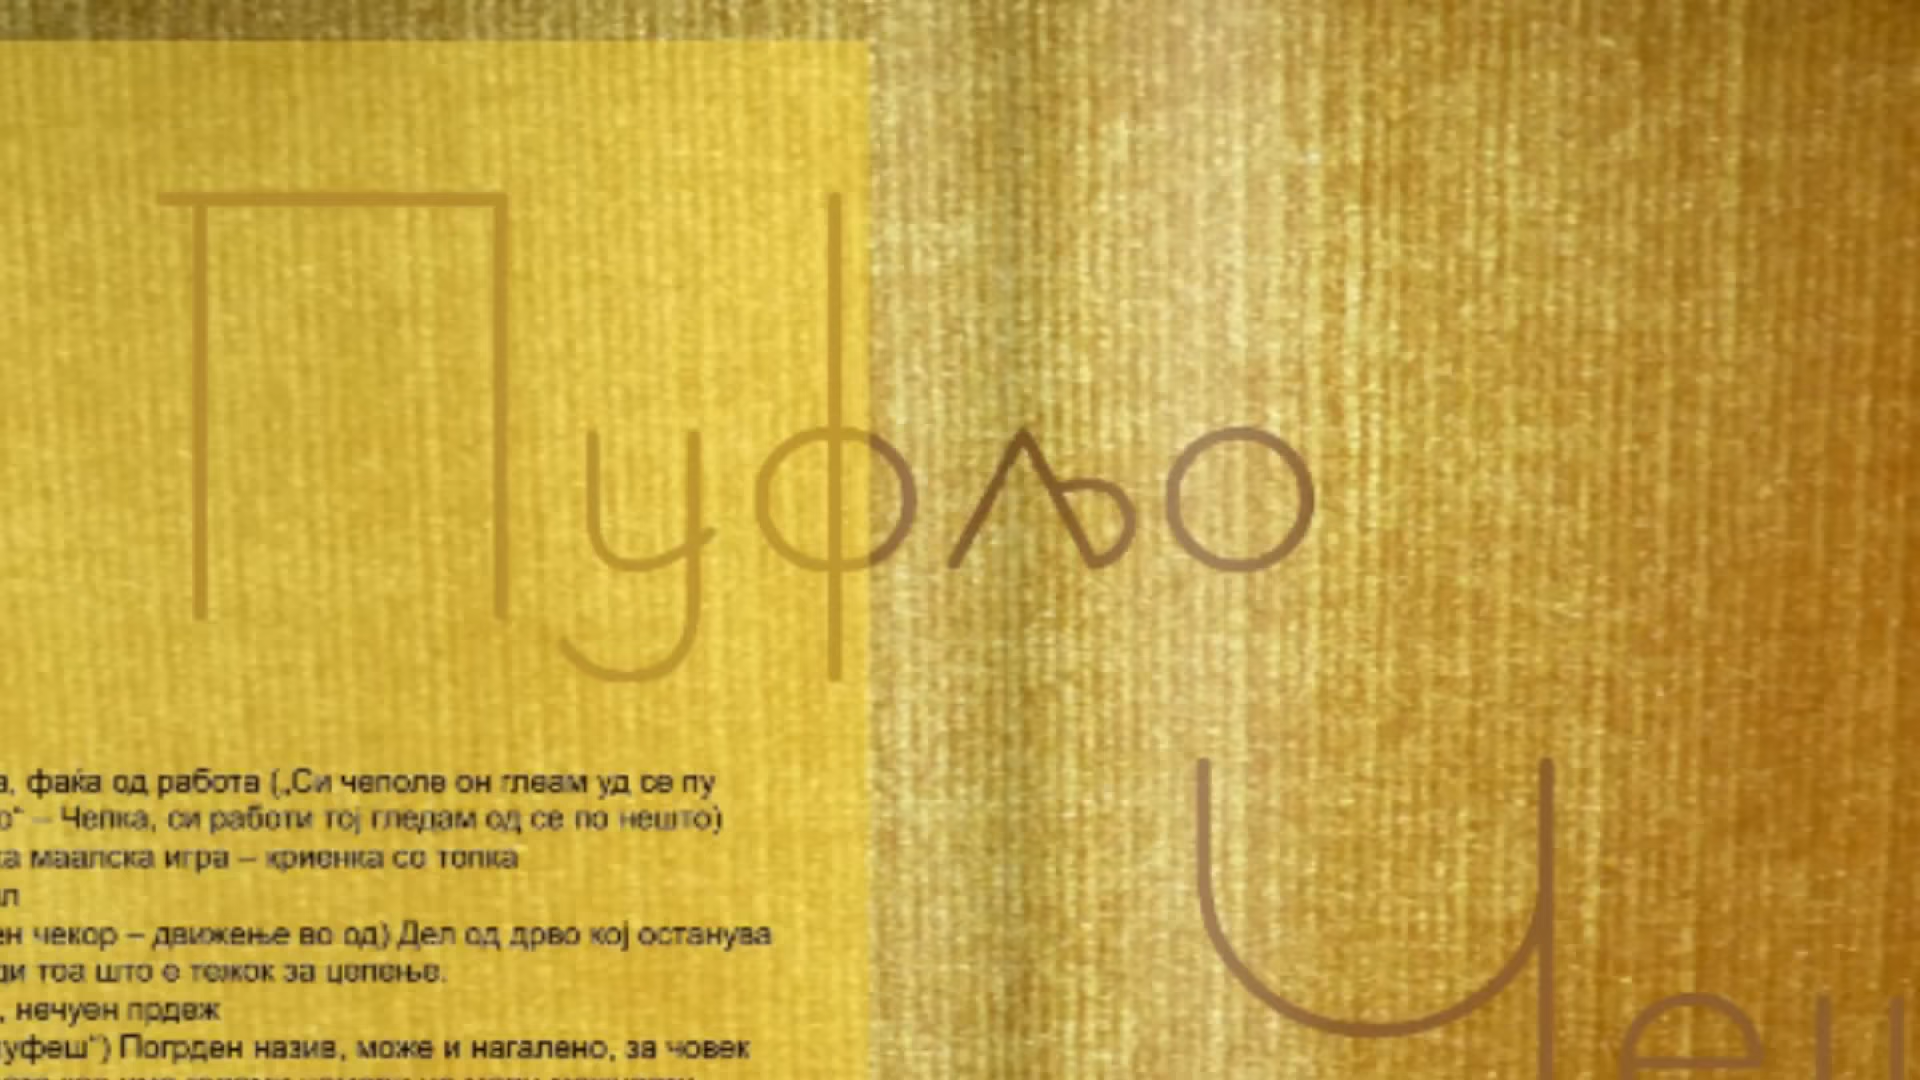 Пуфљо
а, фаќа од работа („Си чеполе он глеам уд се пу
о“ – Чепка, си работи тој гледам од се по нешто)
ка маалска игра – криенка со топка
ил
ен чекор – движење во од) Дел од дрво кој останува
ди тоа што е тежок за цепење.
, нечуен прдеж
уфеш“) Погрден назив, може и нагалено, за човек